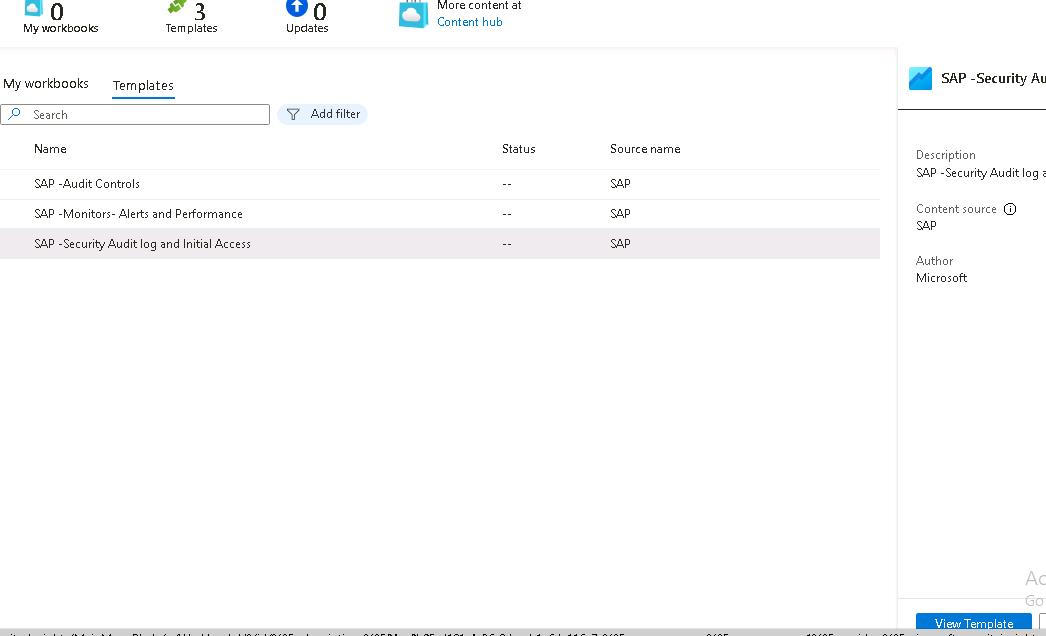 0 3 0 More content at
My workbooks Templates Updates Content hub
My workbooks Templates
Search Add filter
Name Status Source name
SAP -Audit Controls -- SAP
SAP -Monitors- Alerts and Performance -- SAP
SAP -Security Audit log and Initial Access -- SAP
SAP -Security Au
Description
SAP -Security Audit log a
Content source
SAP
Author
Microsoft
Ac
Go
View Template